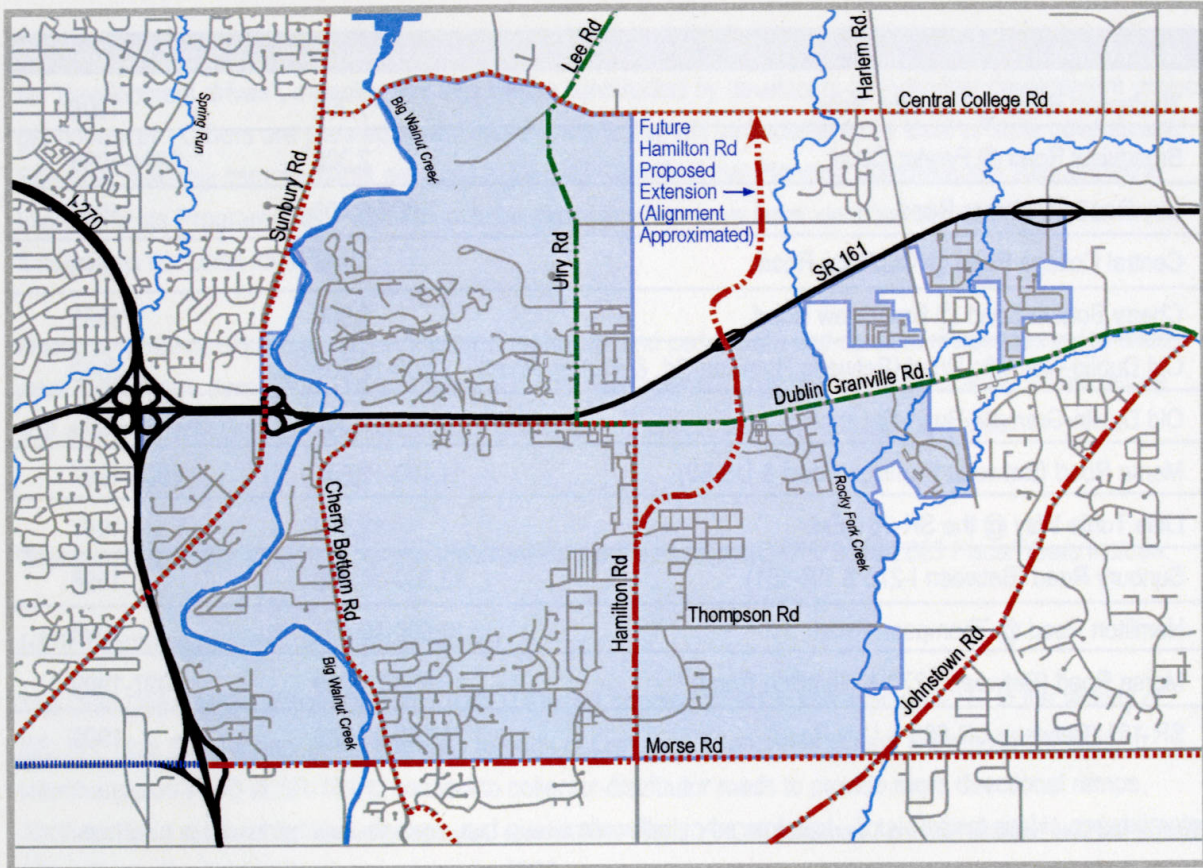 Lee Rd
Harlem Rd.
Central College Rd
Spring Run
Big Walnut Creek
Future
Hamilton Rd
Proposed
Extension
(Alignment
Approximated)
Sunbury Rd
I-270
Ulry Rd
SR 161
Dublin Granville Rd.
Cherry Bottom Rd
Rocky Fork Creek
Hamilton Rd
Thompson Rd
Johnstown Rd
Big Walnut Creek
Morse Rd